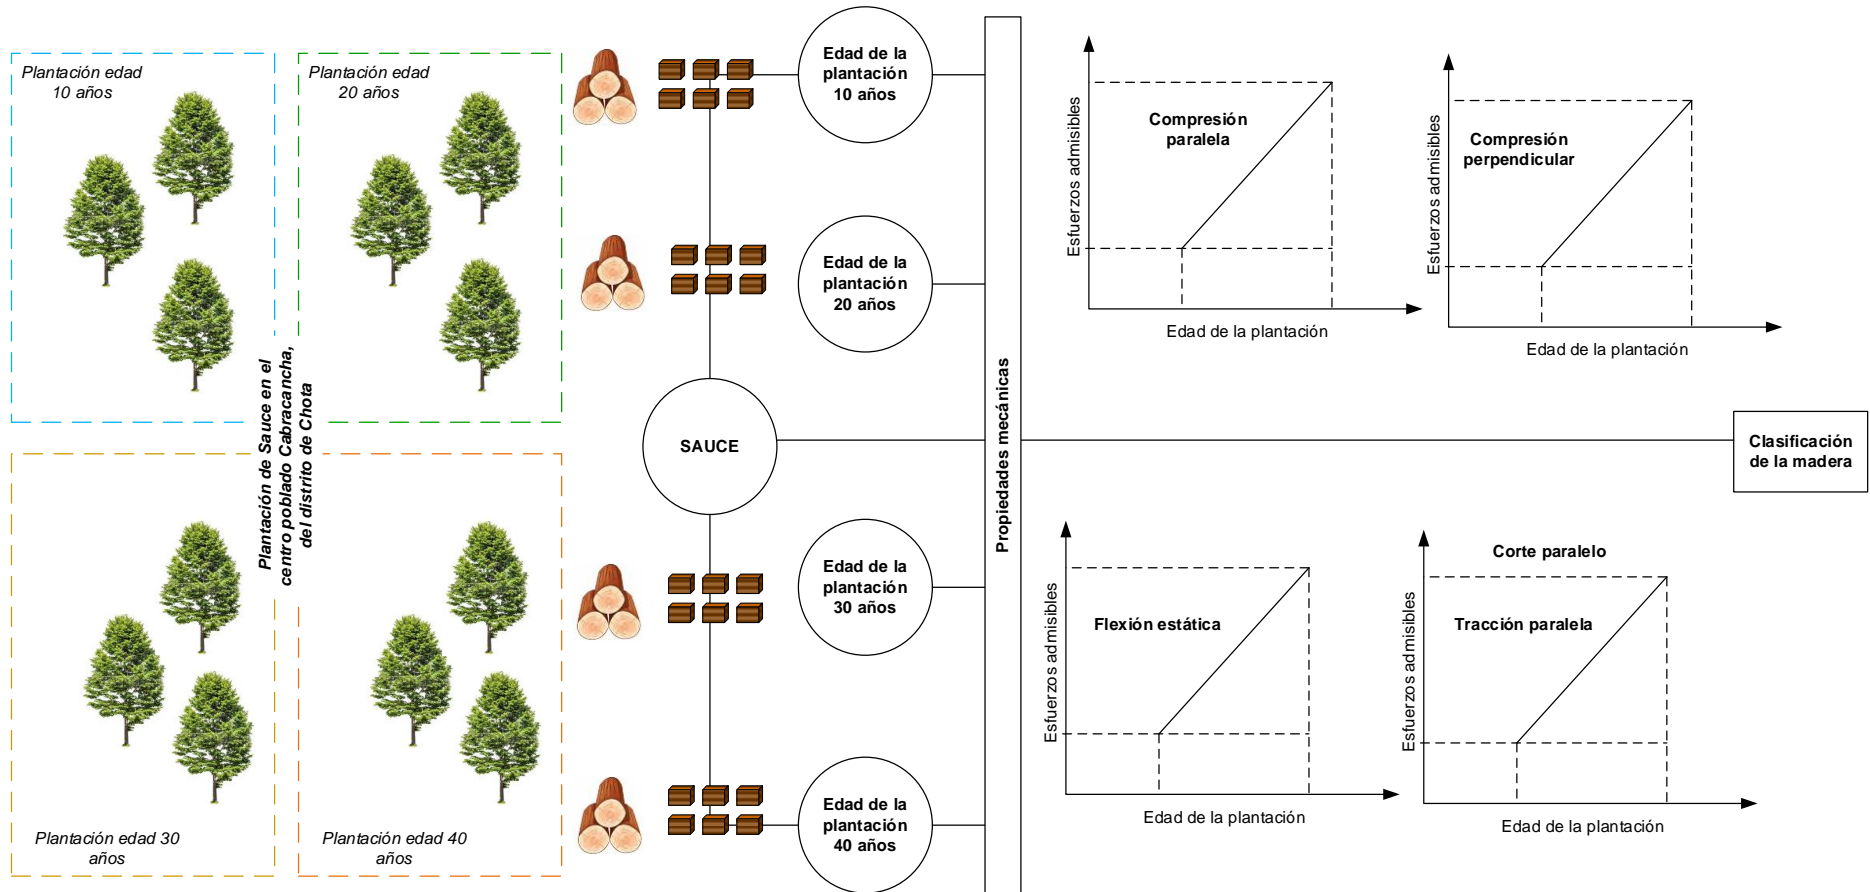 Plantación edad
10 años
Plantación edad
20 años
Plantación de Sauce en el
centro poblado Cabracancha,
del distrito de Chota
Plantación edad 30
años
Plantación edad 40
años
Edad de la
plantación
10 años
Edad de la
plantación
20 años
SAUCE
Edad de la
plantación
30 años
Edad de la
plantación
40 años
Propiedades mecánicas
Esfuerzos admisibles
Compresión
paralela
Edad de la plantación
Esfuerzos admisibles
Compresión
perpendicular
Edad de la plantación
Clasificación
de la madera
Esfuerzos admisibles
Flexión estática
Edad de la plantación
Esfuerzos admisibles
Corte paralelo
Tracción paralela
Edad de la plantación